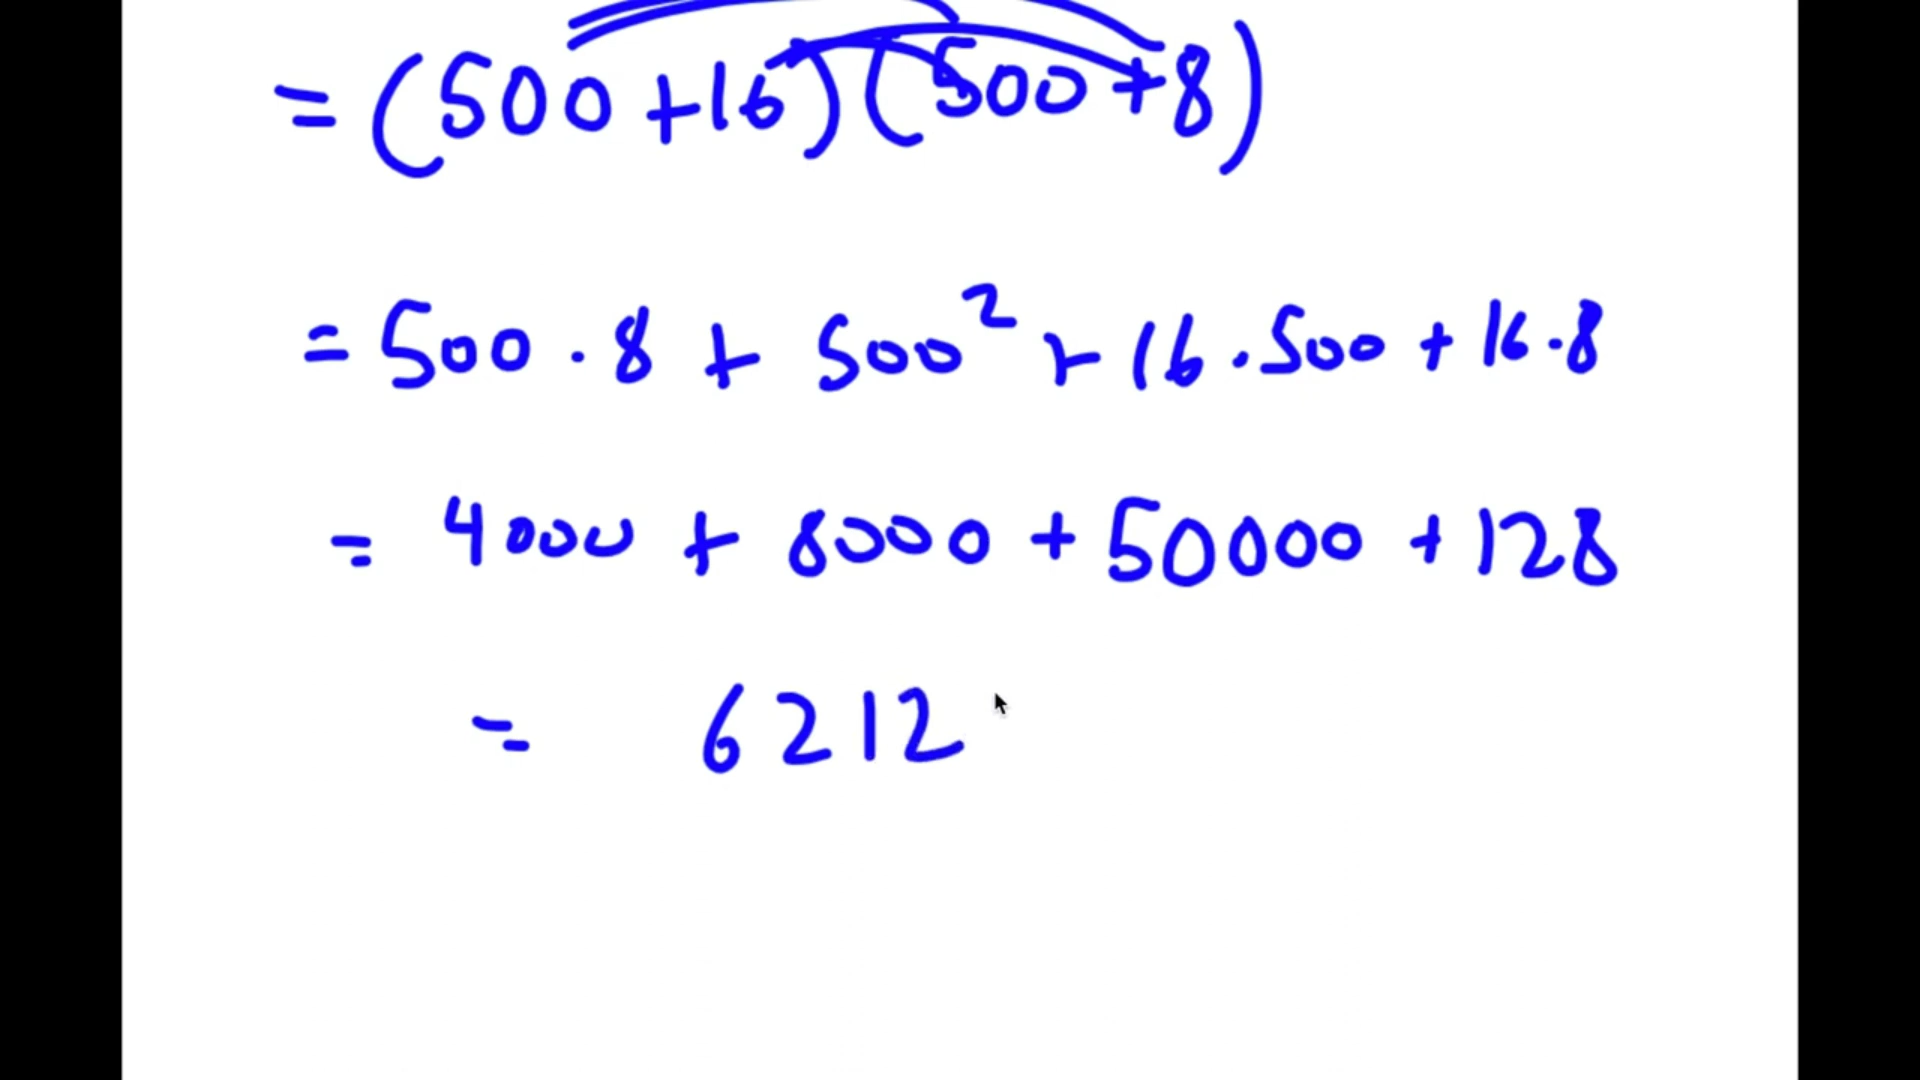 = (500 + 16) (500 + 8)
= 500 . 8 + 500² + 16 . 500 + 16 . 8
= 4000 + 8000 + 50000 + 128
= 6212